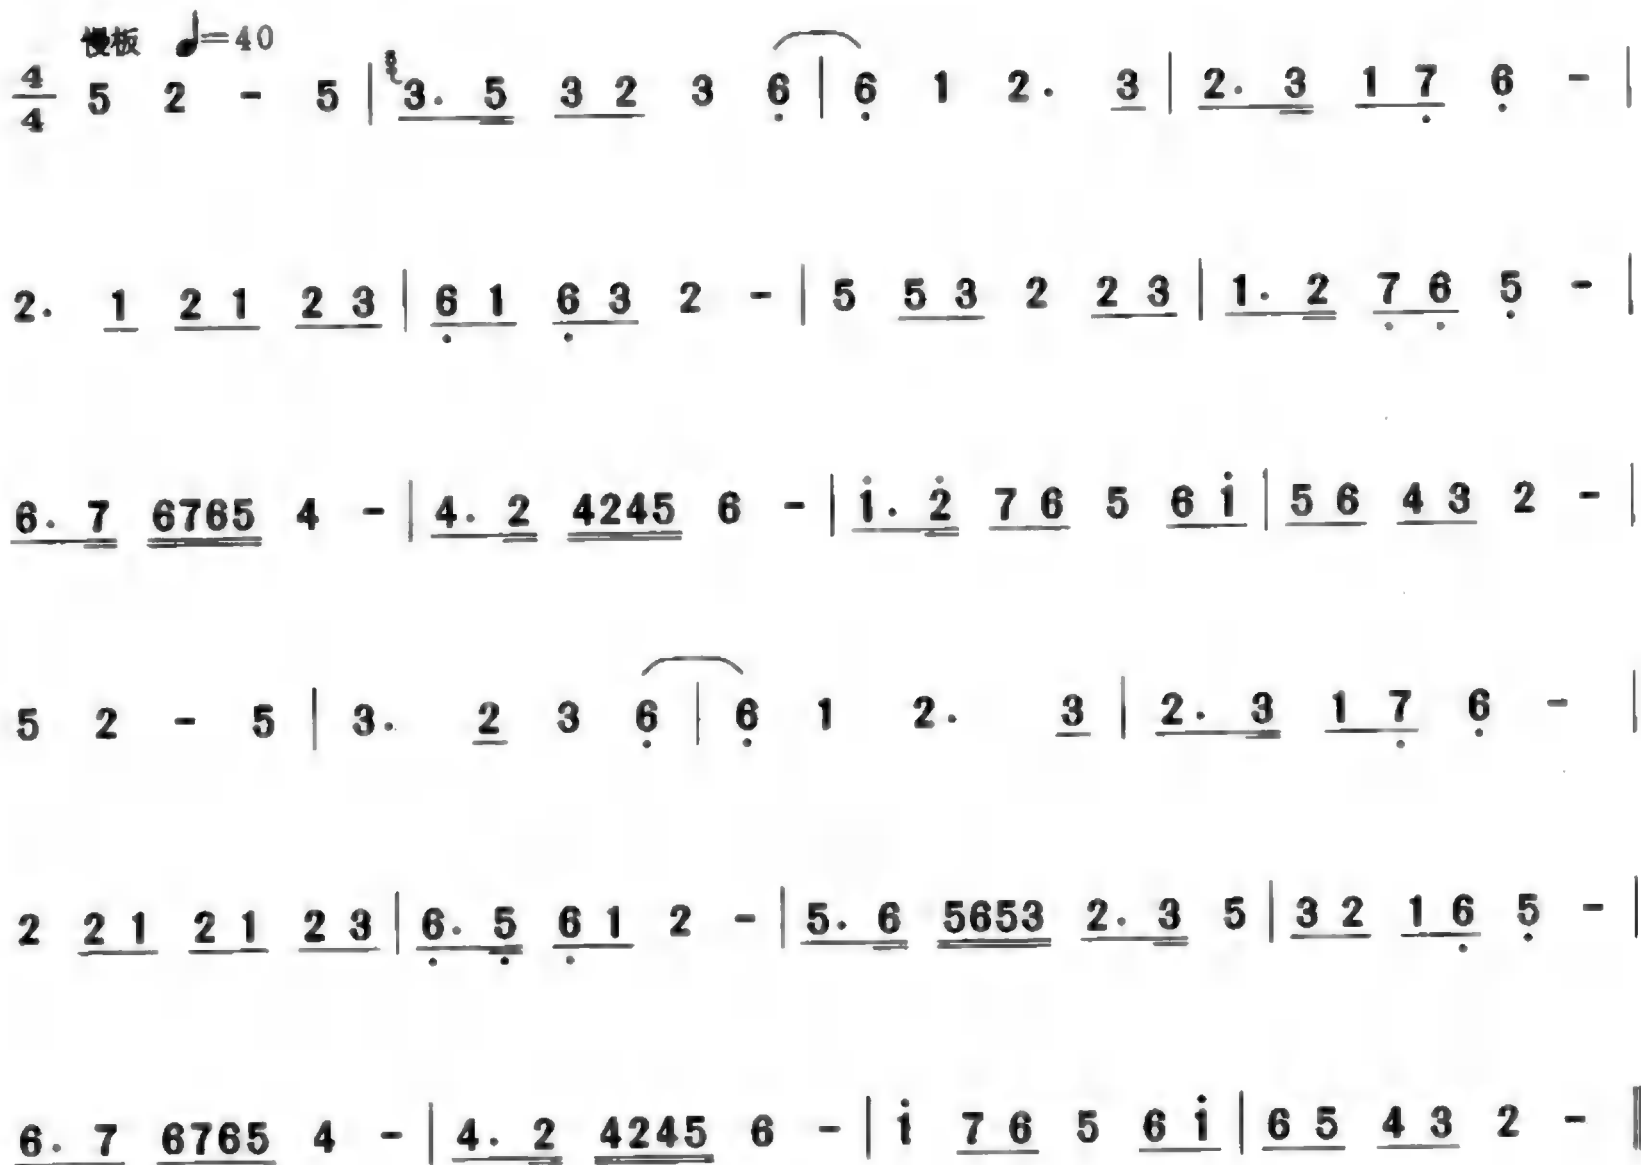 慢板 ♩=40
4/4 5 2 - 5 | 3. 5 3 2 3 6̣ | 6̣ 1 2. 3 | 2. 3 1 7̣ 6̣ - |
2. 1 2 1 2 3 | 6̣ 1 6̣ 3 2 - | 5 5 3 2 2 3 | 1. 2 7̣ 6̣ 5̣ - |
6. 7 6765 4 - | 4. 2 4245 6 - | 1̇. 2̇ 7 6 5 6 1̇ | 5 6 4 3 2 - |
5 2 - 5 | 3. 2 3 6̣ | 6̣ 1 2. 3 | 2. 3 1 7̣ 6̣ - |
2 2 1 2 1 2 3 | 6̣. 5̣ 6̣ 1 2 - | 5. 6 5653 2. 3 5 | 3 2 1 6̣ 5̣ - |
6. 7 6765 4 - | 4. 2 4245 6 - | 1̇ 7 6 5 6 1̇ | 6 5 4 3 2 - ‖